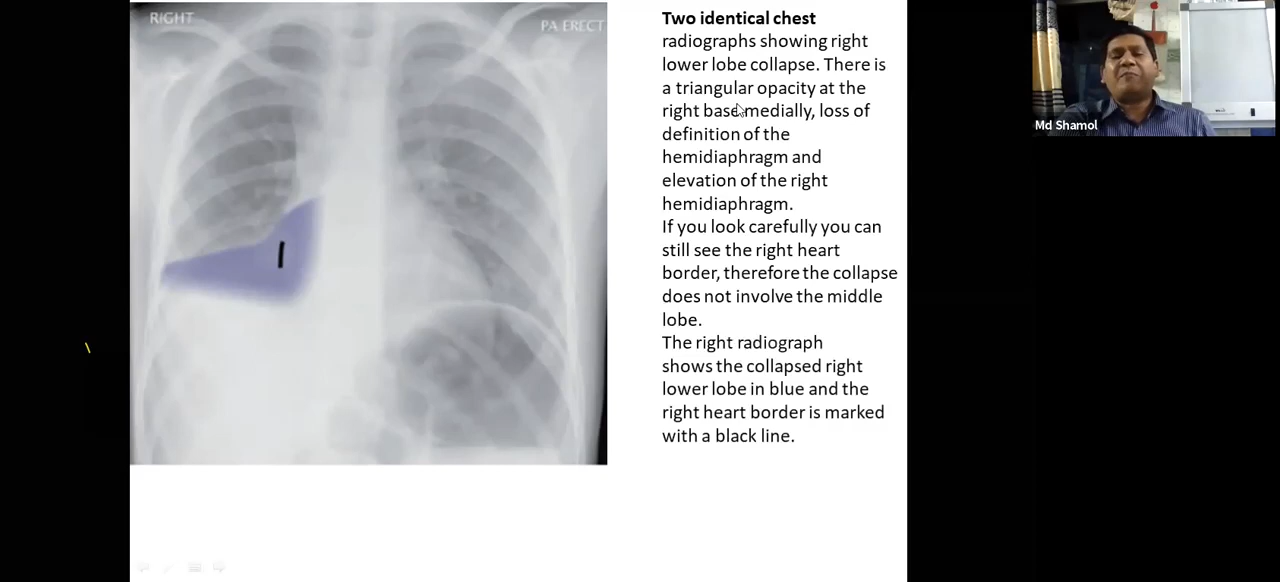 RIGHT
PA ERECT
Two identical chest
radiographs showing right
lower lobe collapse. There is
a triangular opacity at the
right base medially, loss of
definition of the
hemidiaphragm and
elevation of the right
hemidiaphragm.
If you look carefully you can
still see the right heart
border, therefore the collapse
does not involve the middle
lobe.
The right radiograph
shows the collapsed right
lower lobe in blue and the
right heart border is marked
with a black line.
Md Shamol